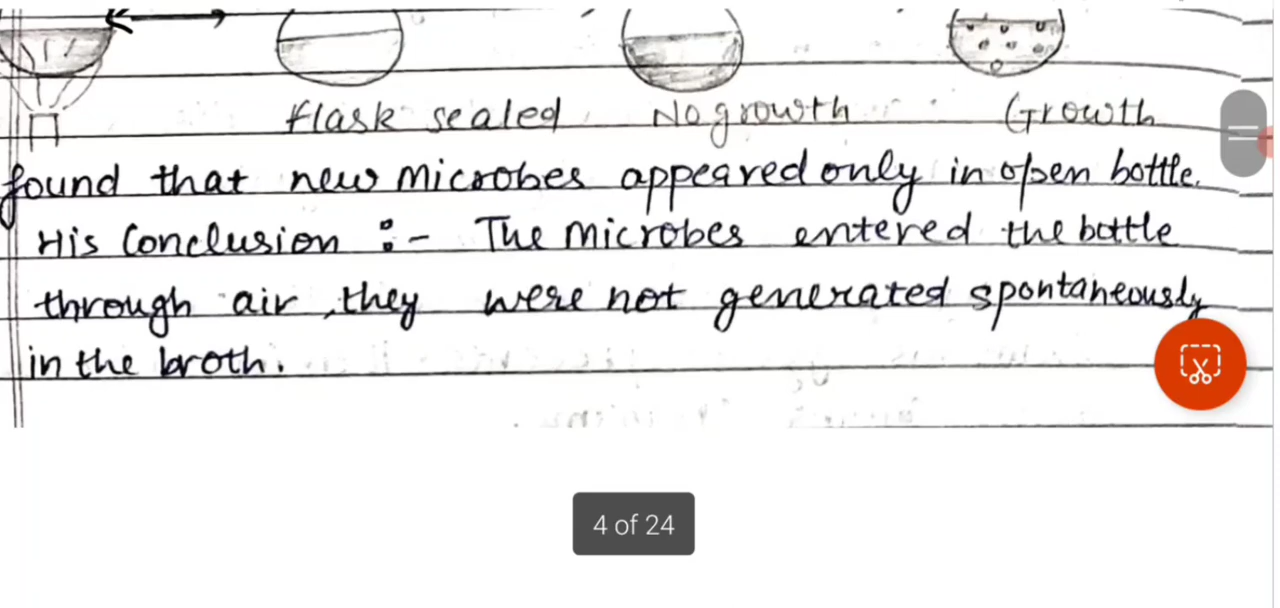 flask sealed No growth Growth
found that new microbes appeared only in open bottle.
His Conclusion :- The microbes entered the bottle
through air, they were not generated spontaneously
in the broth.
4 of 24